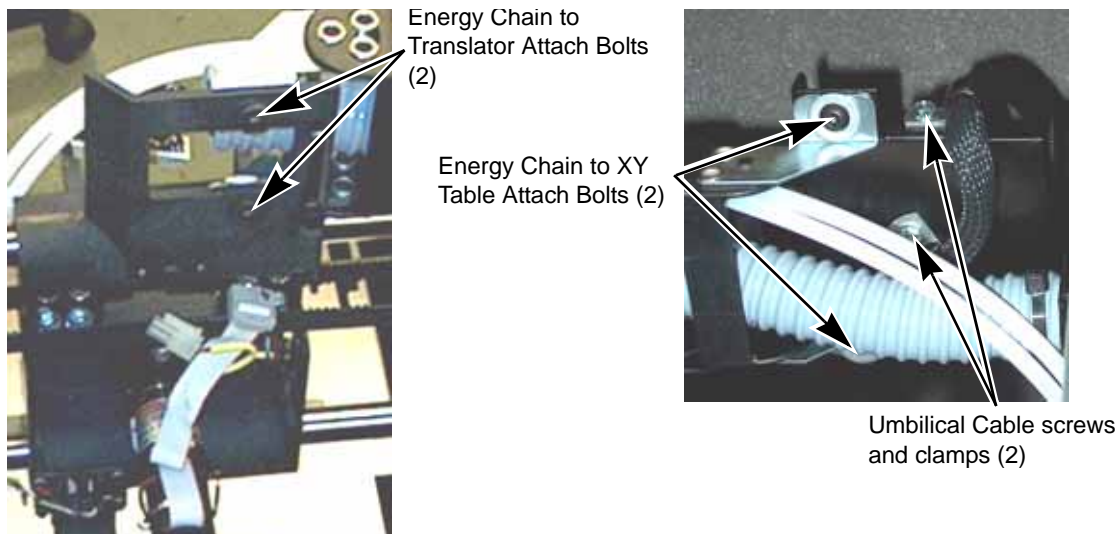 Energy Chain to
Translator Attach Bolts
(2)
Energy Chain to XY
Table Attach Bolts (2)
Umbilical Cable screws
and clamps (2)